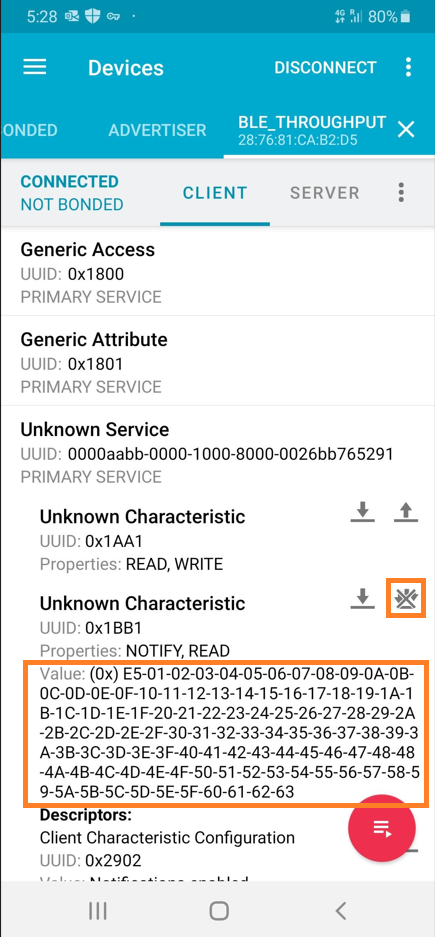 5:28 80%
4G R
Devices DISCONNECT
ONDED ADVERTISER BLE_THROUGHPUT
28:76:81:CA:B2:D5
CONNECTED
NOT BONDED CLIENT SERVER
Generic Access
UUID: 0x1800
PRIMARY SERVICE
Generic Attribute
UUID: 0x1801
PRIMARY SERVICE
Unknown Service
UUID: 0000aabb-0000-1000-8000-0026bb765291
PRIMARY SERVICE
Unknown Characteristic
UUID: 0x1AA1
Properties: READ, WRITE
Unknown Characteristic
UUID: 0x1BB1
Properties: NOTIFY, READ
Value: (0x) E5-01-02-03-04-05-06-07-08-09-0A-0B-
0C-0D-0E-0F-10-11-12-13-14-15-16-17-18-19-1A-1
B-1C-1D-1E-1F-20-21-22-23-24-25-26-27-28-29-2A
-2B-2C-2D-2E-2F-30-31-32-33-34-35-36-37-38-39-3
A-3B-3C-3D-3E-3F-40-41-42-43-44-45-46-47-48-48
-4A-4B-4C-4D-4E-4F-50-51-52-53-54-55-56-57-58-5
9-5A-5B-5C-5D-5E-5F-60-61-62-63
Descriptors:
Client Characteristic Configuration
UUID: 0x2902
Value: Notifications enabled